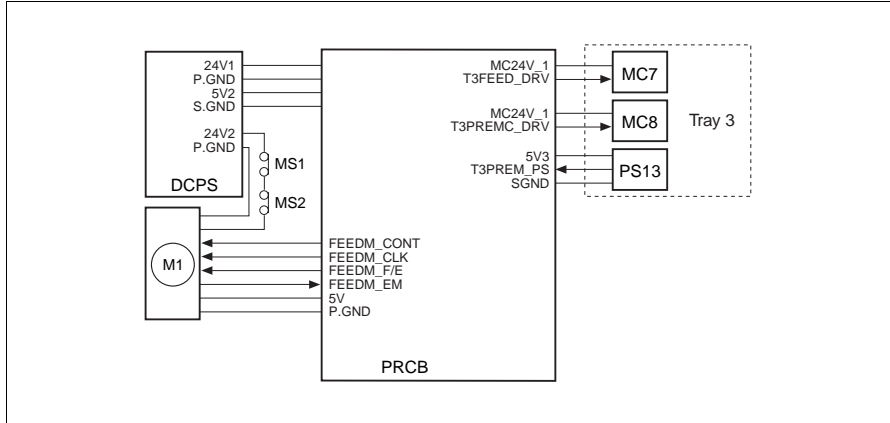 24V1
P.GND
5V2
S.GND
24V2
P.GND
DCPS
MS1
MS2
M1
FEEDM_CONT
FEEDM_CLK
FEEDM_F/E
FEEDM_EM
5V
P.GND
PRCB
MC24V_1
T3FEED_DRV
MC24V_1
T3PREMC_DRV
5V3
T3PREM_PS
SGND
MC7
MC8
PS13
Tray 3